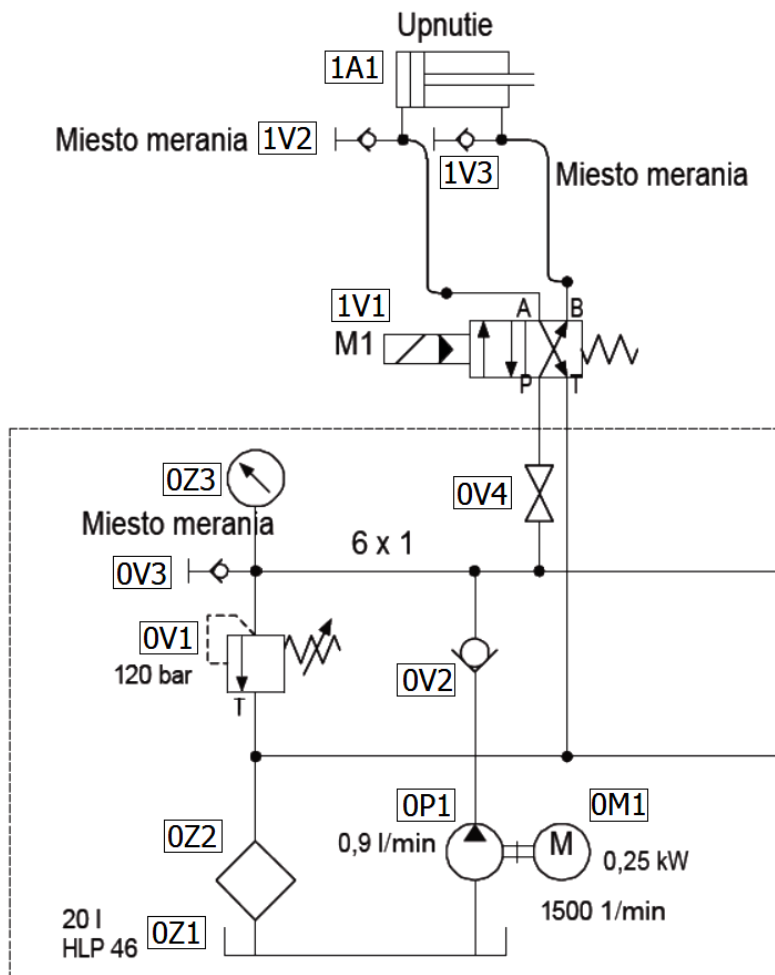 Upnutie
1A1
Miesto merania 1V2
1V3
Miesto merania
1V1
A B
M1
P T
0Z3
0V4
Miesto merania
6 x 1
0V3
0V1
120 bar
0V2
T
0P1 0M1
0Z2
0,9 l/min
M
0,25 kW
1500 1/min
20 l
HLP 46
0Z1